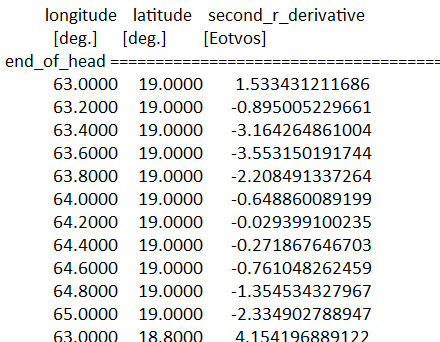 longitude latitude second_r_derivative
[deg.] [deg.] [Eotvos]
end_of_head =====================================
63.0000 19.0000 1.533431211686
63.2000 19.0000 -0.895005229661
63.4000 19.0000 -3.164264861004
63.6000 19.0000 -3.553150191744
63.8000 19.0000 -2.208491337264
64.0000 19.0000 -0.648860089199
64.2000 19.0000 -0.029399100235
64.4000 19.0000 -0.271867646703
64.6000 19.0000 -0.761048262459
64.8000 19.0000 -1.354534327967
65.0000 19.0000 -2.334902788947
63.0000 18.8000 4.154196889122